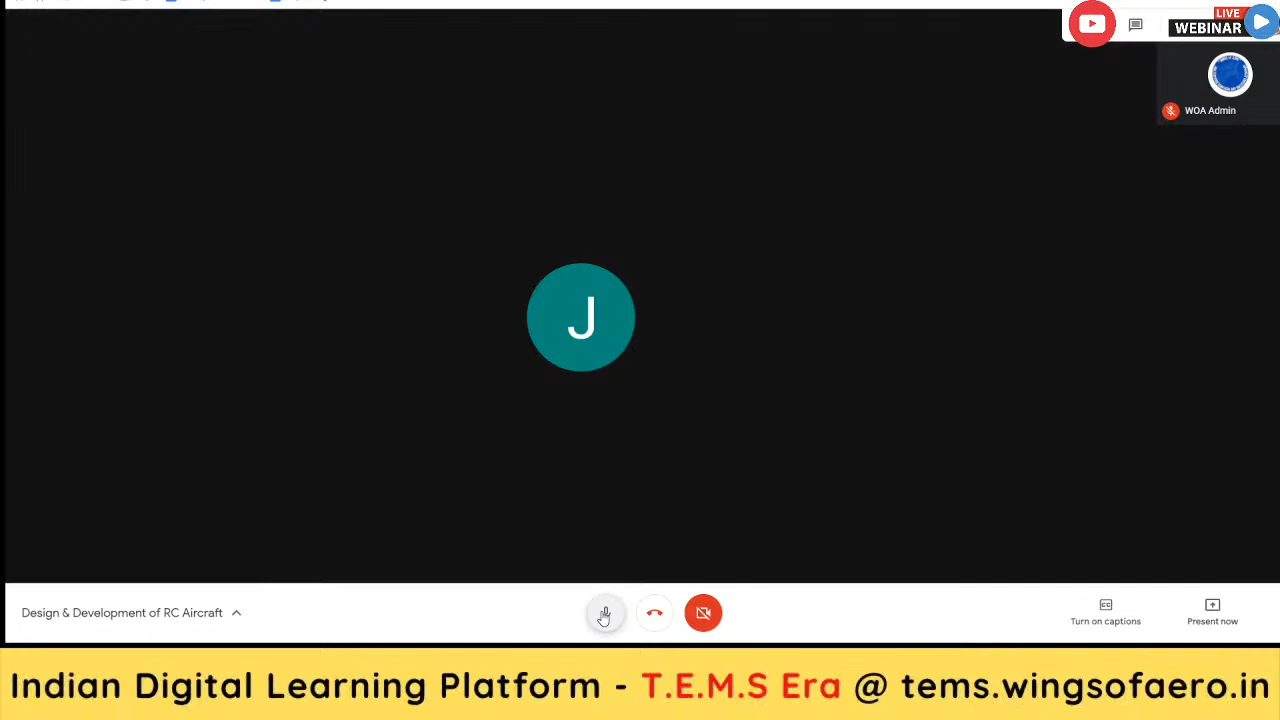 LIVE
WEBINAR
WOA Admin
J
Design & Development of RC Aircraft
CC
Turn on captions
Present now
Indian Digital Learning Platform - T.E.M.S Era @ tems.wingsofaero.in